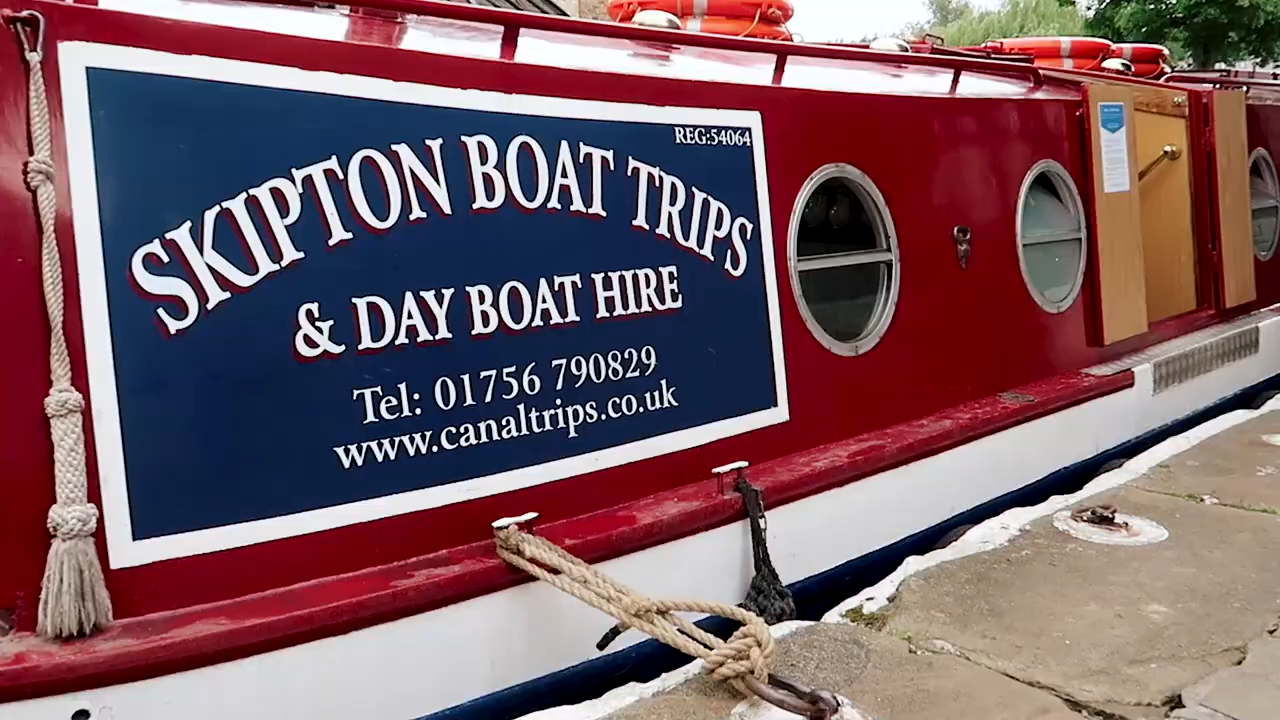 REG:54064
SKIPTON BOAT TRIPS
& DAY BOAT HIRE
Tel: 01756 790829
www.canaltrips.co.uk